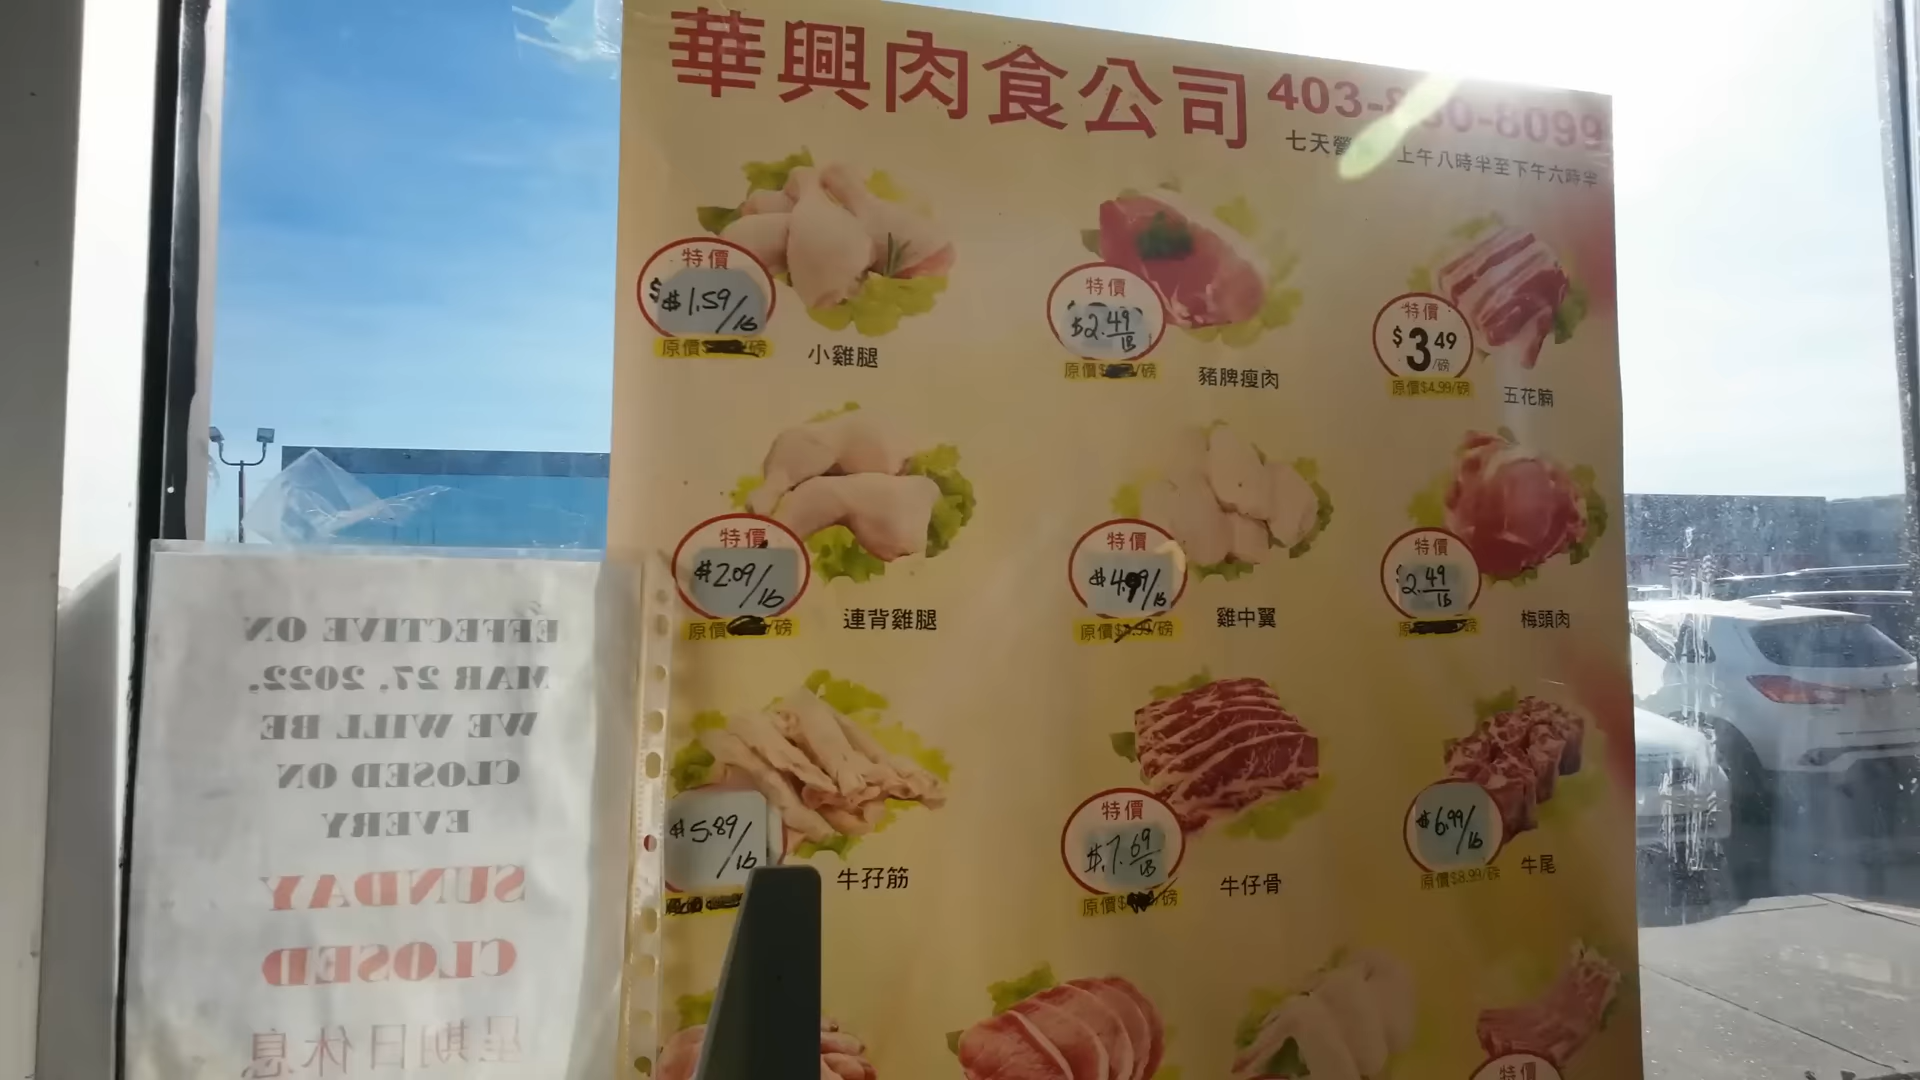 華興肉食公司
七天營 上午八時半至下午六時半
特價
$1.59/lb
原價 /磅
小雞腿
特價
$2.49/lb
原價$ /磅
豬脾瘦肉
特價
$3.49/磅
原價$4.99/磅
五花腩
特價
$2.09/lb
原價 /磅
連背雞腿
特價
/lb
原價$ /磅
雞中翼
特價
2.49/lb
梅頭肉
$5.89/lb
牛孖筋
特價
$7.69/lb
原價$ /磅
牛仔骨
$6.99/lb
原價$8.99/磅
牛尾
特價
EFFECTIVE ON
MAR 27, 2022.
WE WILL BE
CLOSED ON
EVERY
SUNDAY
CLOSED
星期日休息